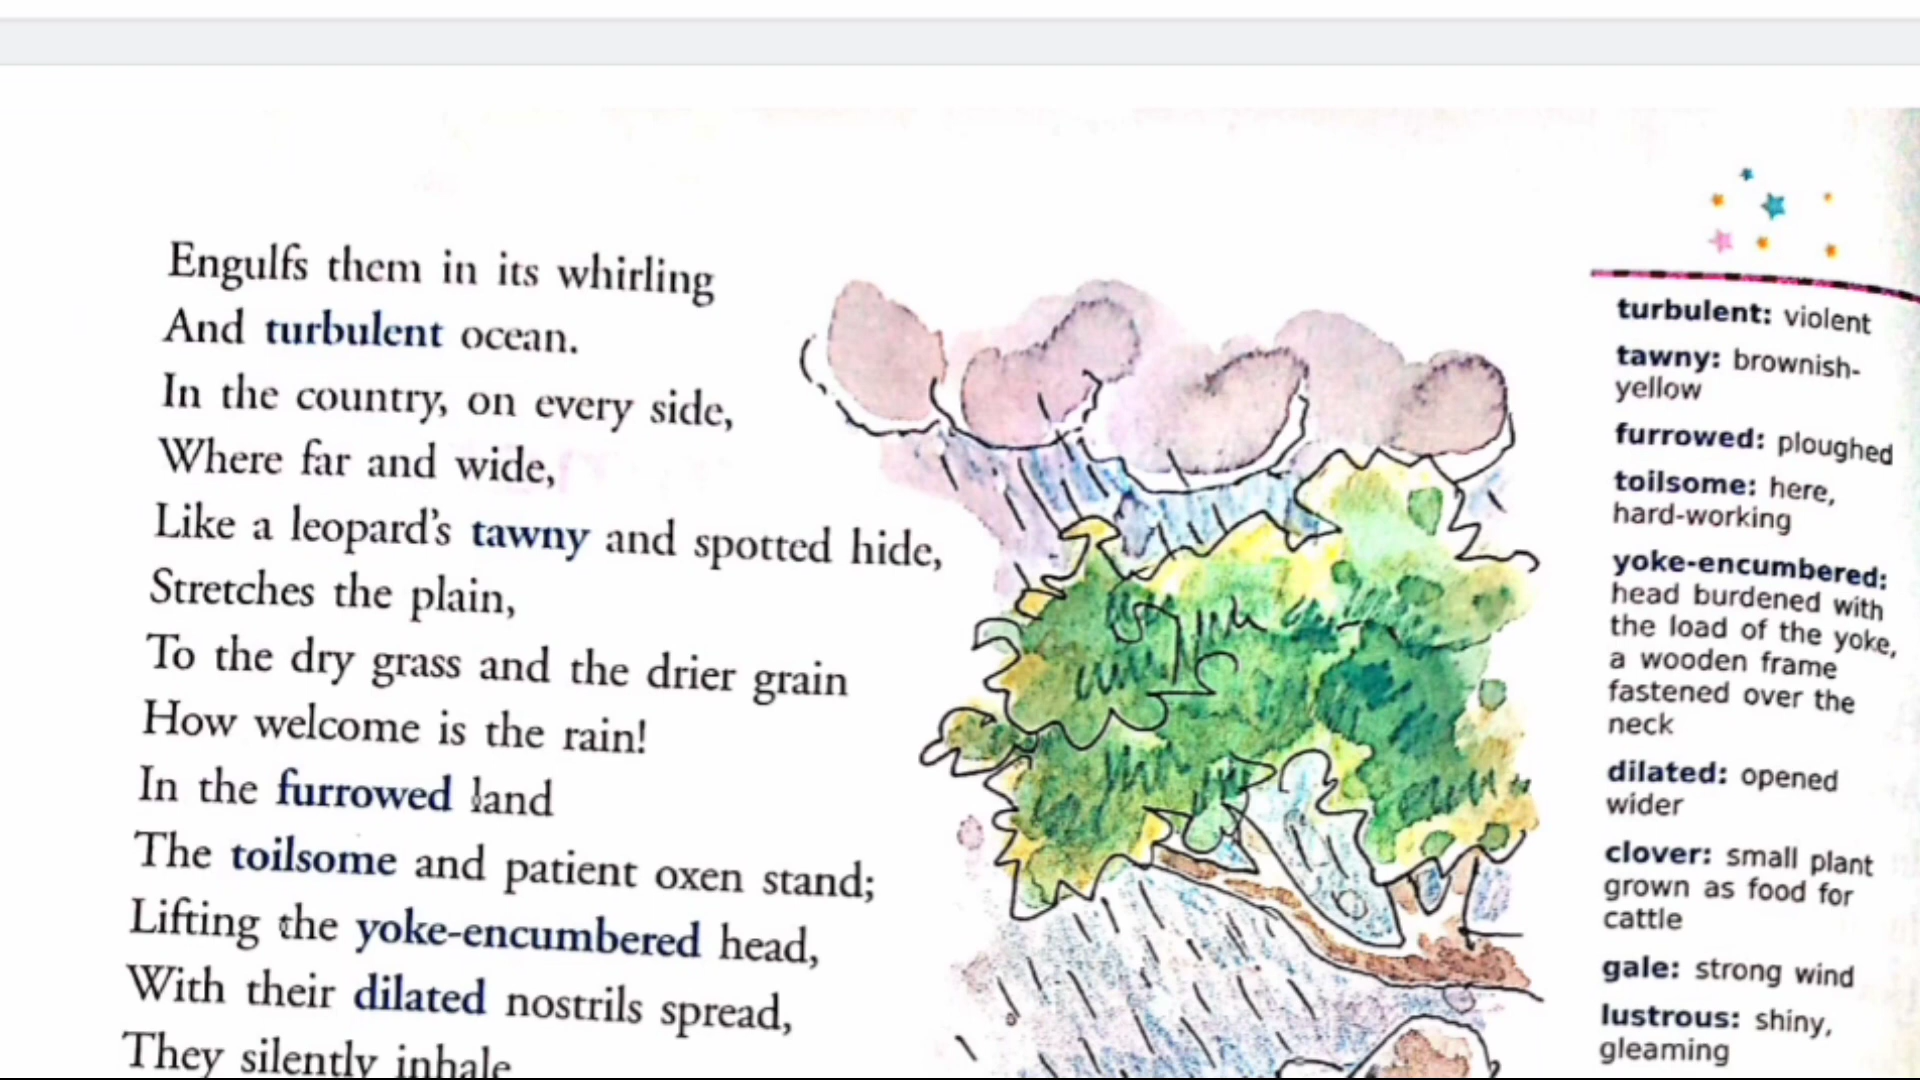 Engulfs them in its whirling
And turbulent ocean.
In the country, on every side,
Where far and wide,
Like a leopard's tawny and spotted hide,
Stretches the plain,
To the dry grass and the drier grain
How welcome is the rain!
In the furrowed land
The toilsome and patient oxen stand;
Lifting the yoke-encumbered head,
With their dilated nostrils spread,
They silently inhale
turbulent: violent
tawny: brownish-
yellow
furrowed: ploughed
toilsome: here,
hard-working
yoke-encumbered:
head burdened with
the load of the yoke,
a wooden frame
fastened over the
neck
dilated: opened
wider
clover: small plant
grown as food for
cattle
gale: strong wind
lustrous: shiny,
gleaming